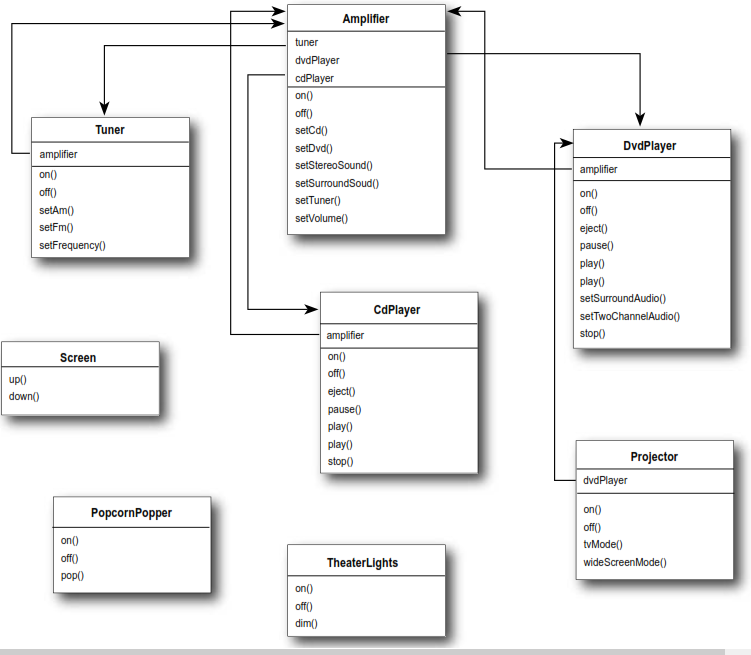 Amplifier
tuner
dvdPlayer
cdPlayer
on()
off()
setCd()
setDvd()
setStereoSound()
setSurroundSoud()
setTuner()
setVolume()
Tuner
amplifier
on()
off()
setAm()
setFm()
setFrequency()
DvdPlayer
amplifier
on()
off()
eject()
pause()
play()
play()
setSurroundAudio()
setTwoChannelAudio()
stop()
CdPlayer
amplifier
on()
off()
eject()
pause()
play()
play()
stop()
Screen
up()
down()
Projector
dvdPlayer
on()
off()
tvMode()
wideScreenMode()
PopcornPopper
on()
off()
pop()
TheaterLights
on()
off()
dim()